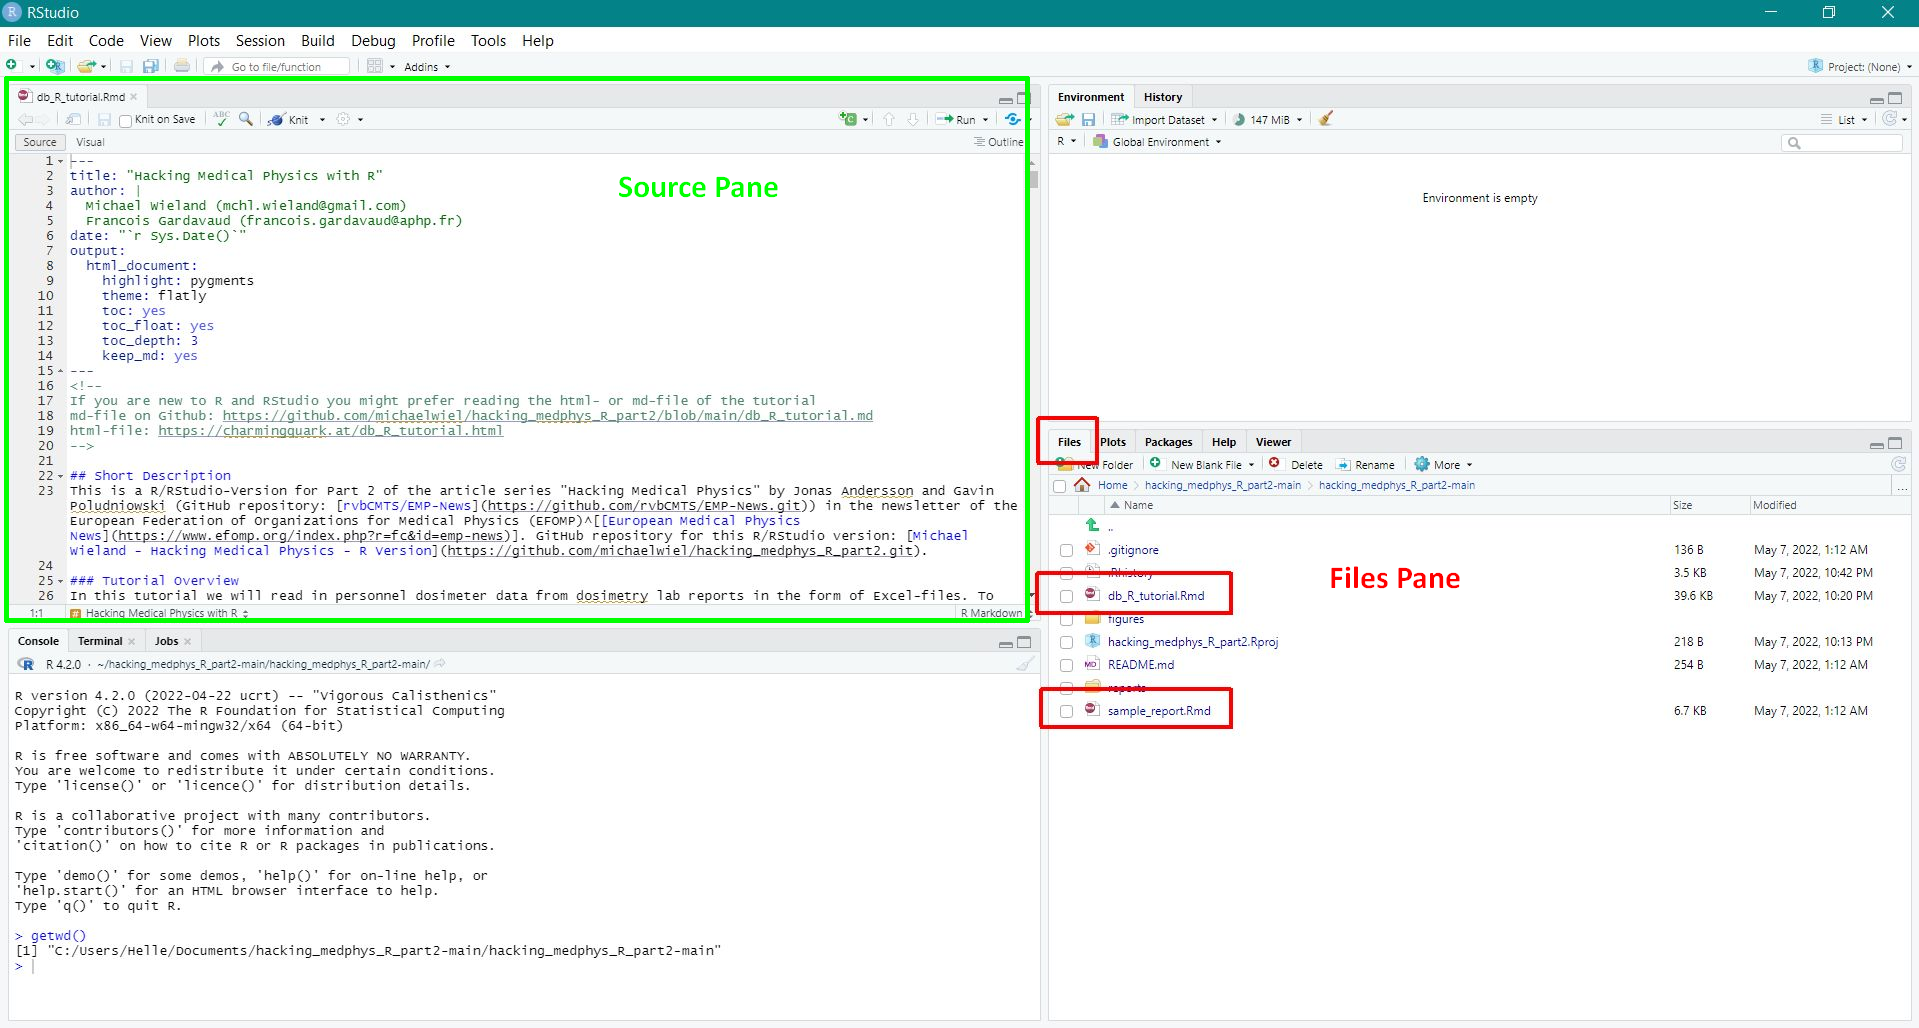 RStudio
File Edit Code View Plots Session Build Debug Profile Tools Help
Go to file/function Addins Project: (None)
db_R_tutorial.Rmd
Knit on Save ABC Knit Run
Source Visual Outline
Source Pane
1 ---
2 title: "Hacking Medical Physics with R"
3 author: |
4 Michael Wieland (mchl.wieland@gmail.com)
5 Francois Gardavaud (francois.gardavaud@aphp.fr)
6 date: "`r Sys.Date()`"
7 output:
8 html_document:
9 highlight: pygments
10 theme: flatly
11 toc: yes
12 toc_float: yes
13 toc_depth: 3
14 keep_md: yes
15 ---
16 <!--
17 If you are new to R and RStudio you might prefer reading the html- or md-file of the tutorial
18 md-file on Github: https://github.com/michaelwiel/hacking_medphys_R_part2/blob/main/db_R_tutorial.md
19 html-file: https://charmingquark.at/db_R_tutorial.html
20 -->
21
22 ## Short Description
23 This is a R/RStudio-Version for Part 2 of the article series "Hacking Medical Physics" by Jonas Andersson and Gavin
Poludniowski (GitHub repository: [rvbCMTS/EMP-News](https://github.com/rvbCMTS/EMP-News.git)) in the newsletter of the
European Federation of Organizations for Medical Physics (EFOMP)^[[European Medical Physics
News](https://www.efomp.org/index.php?r=fc&id=emp-news)]. GitHub repository for this R/RStudio version: [Michael
Wieland - Hacking Medical Physics - R Version](https://github.com/michaelwiel/hacking_medphys_R_part2.git).
24
25 ### Tutorial Overview
26 In this tutorial we will read in personnel dosimeter data from dosimetry lab reports in the form of Excel-files. To
1:1 Hacking Medical Physics with R R Markdown
Console Terminal Jobs
R 4.2.0 · ~/hacking_medphys_R_part2-main/hacking_medphys_R_part2-main/
R version 4.2.0 (2022-04-22 ucrt) -- "Vigorous Calisthenics"
Copyright (C) 2022 The R Foundation for Statistical Computing
Platform: x86_64-w64-mingw32/x64 (64-bit)
R is free software and comes with ABSOLUTELY NO WARRANTY.
You are welcome to redistribute it under certain conditions.
Type 'license()' or 'licence()' for distribution details.
R is a collaborative project with many contributors.
Type 'contributors()' for more information and
'citation()' on how to cite R or R packages in publications.
Type 'demo()' for some demos, 'help()' for on-line help, or
'help.start()' for an HTML browser interface to help.
Type 'q()' to quit R.
> getwd()
[1] "C:/Users/Helle/Documents/hacking_medphys_R_part2-main/hacking_medphys_R_part2-main"
>
Environment History
Import Dataset 147 MiB List
R Global Environment
Environment is empty
Files Plots Packages Help Viewer
New Folder New Blank File Delete Rename More
Home hacking_medphys_R_part2-main hacking_medphys_R_part2-main ...
Name Size Modified
..
.gitignore 136 B May 7, 2022, 1:12 AM
.Rhistory 3.5 KB May 7, 2022, 10:42 PM
Files Pane
db_R_tutorial.Rmd 39.6 KB May 7, 2022, 10:20 PM
figures
hacking_medphys_R_part2.Rproj 218 B May 7, 2022, 10:13 PM
README.md 254 B May 7, 2022, 1:12 AM
reports
sample_report.Rmd 6.7 KB May 7, 2022, 1:12 AM